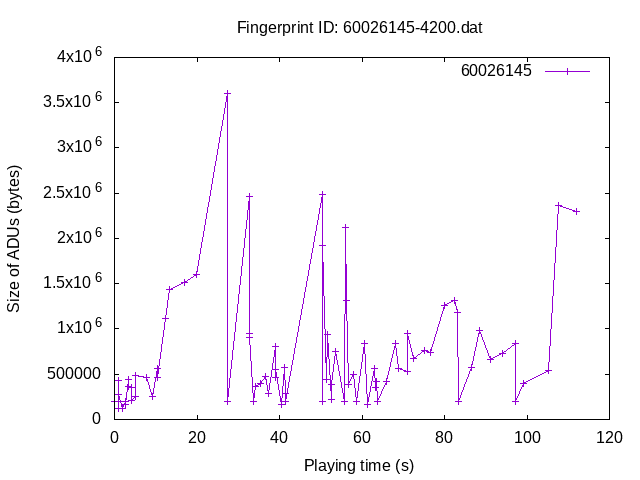 Fingerprint ID: 60026145-4200.dat
60026145
4x10^6
3.5x10^6
3x10^6
2.5x10^6
2x10^6
1.5x10^6
1x10^6
500000
0
Size of ADUs (bytes)
0 20 40 60 80 100 120
Playing time (s)